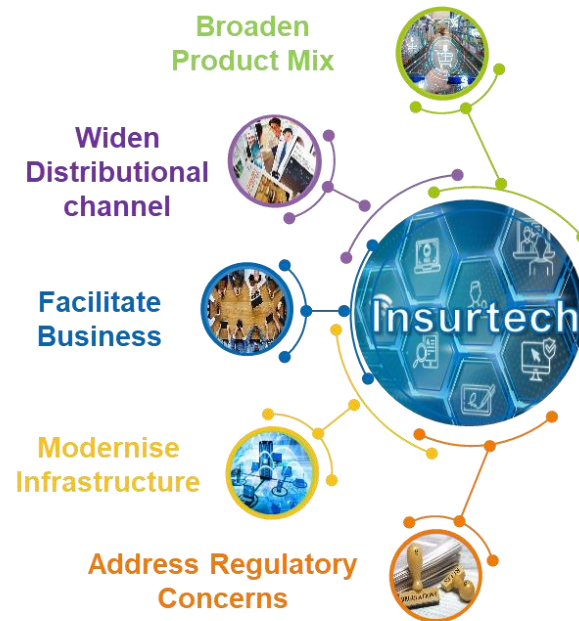 Broaden
Product Mix
Widen
Distributional
channel
Facilitate
Business
Insurtech
Modernise
Infrastructure
Address Regulatory
Concerns